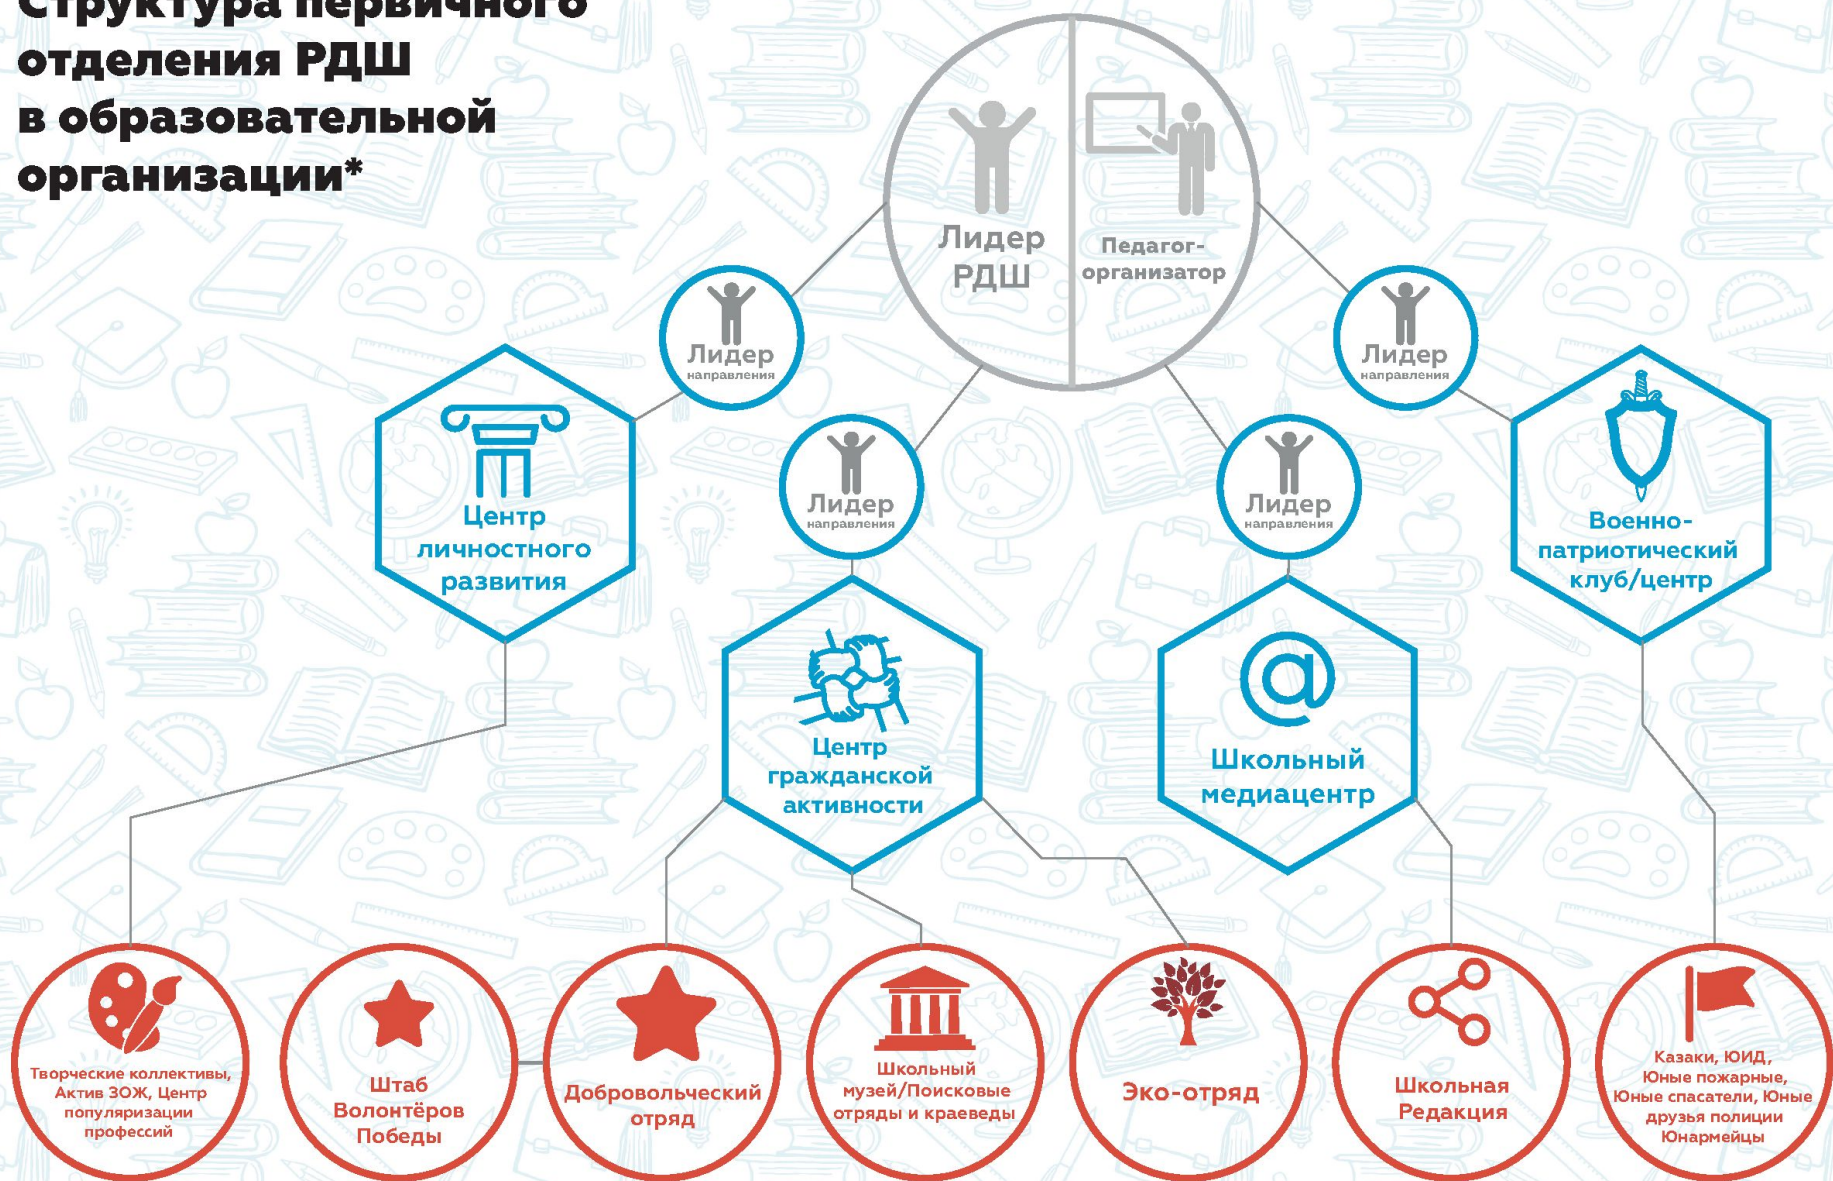 Структура первичного
отделения РДШ
в образовательной
организации*
Лидер
РДШ
Педагог-
организатор
Лидер
направления
Лидер
направления
Лидер
направления
Лидер
направления
Центр
личностного
развития
Военно-
патриотический
клуб/центр
Центр
гражданской
активности
Школьный
медиацентр
Творческие коллективы,
Актив ЗОЖ, Центр
популяризации
профессий
Штаб
Волонтёров
Победы
Добровольческий
отряд
Школьный
музей/Поисковые
отряды и краеведы
Эко-отряд
Школьная
Редакция
Казаки, ЮИД,
Юные пожарные,
Юные спасатели, Юные
друзья полиции
Юнармейцы